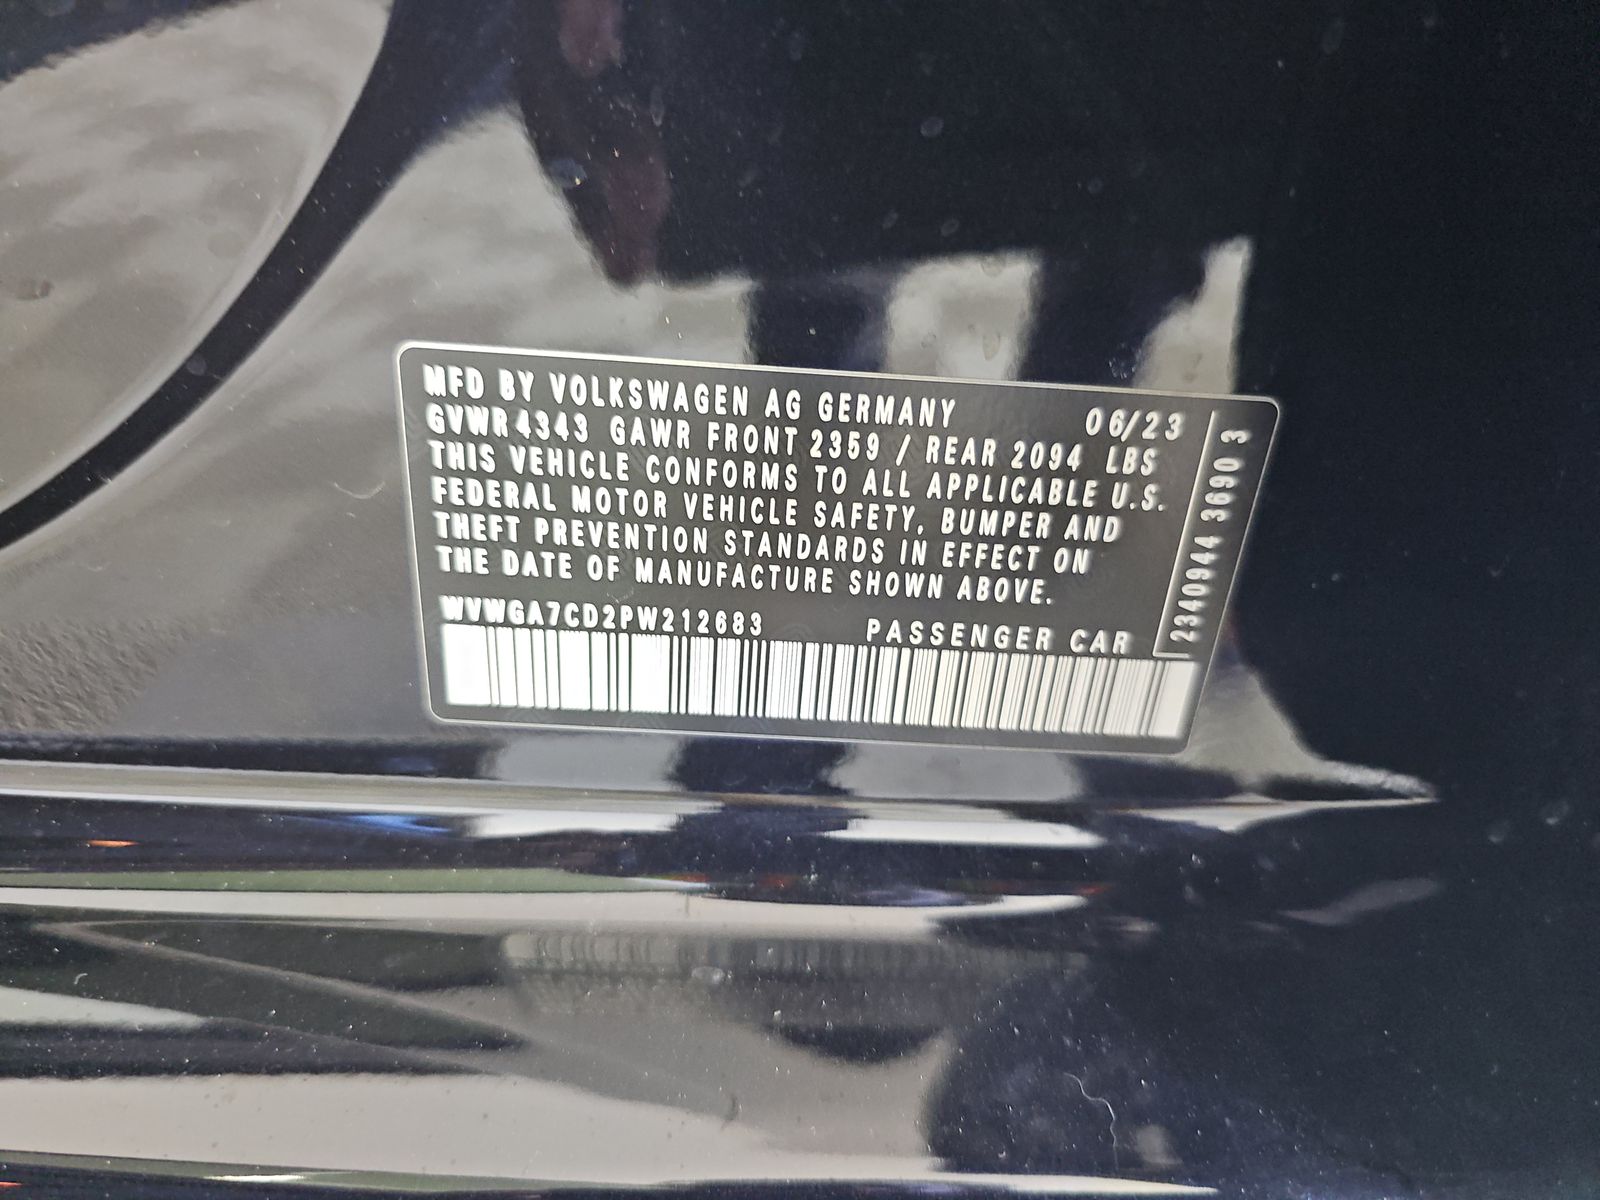 MFD BY VOLKSWAGEN AG GERMANY 06/23
GVWR 4343 GAWR FRONT 2359 / REAR 2094 LBS
THIS VEHICLE CONFORMS TO ALL APPLICABLE U.S.
FEDERAL MOTOR VEHICLE SAFETY, BUMPER AND
THEFT PREVENTION STANDARDS IN EFFECT ON
THE DATE OF MANUFACTURE SHOWN ABOVE.
WVWGA7CD2PW212683 PASSENGER CAR
2340944 3690 3